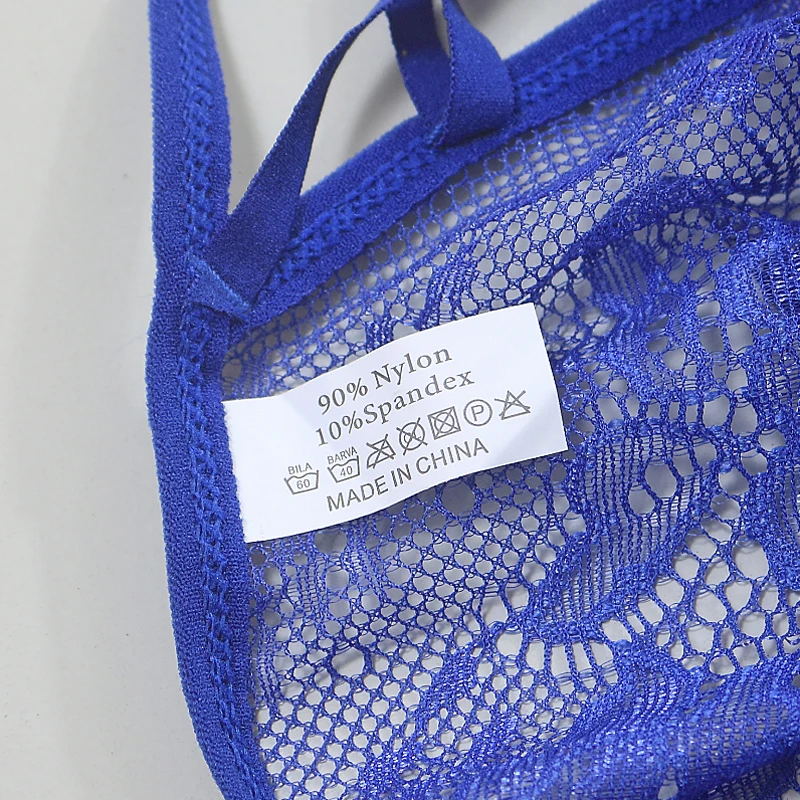 90% Nylon
10%Spandex
BILA 60 BARVA 40 P
MADE IN CHINA